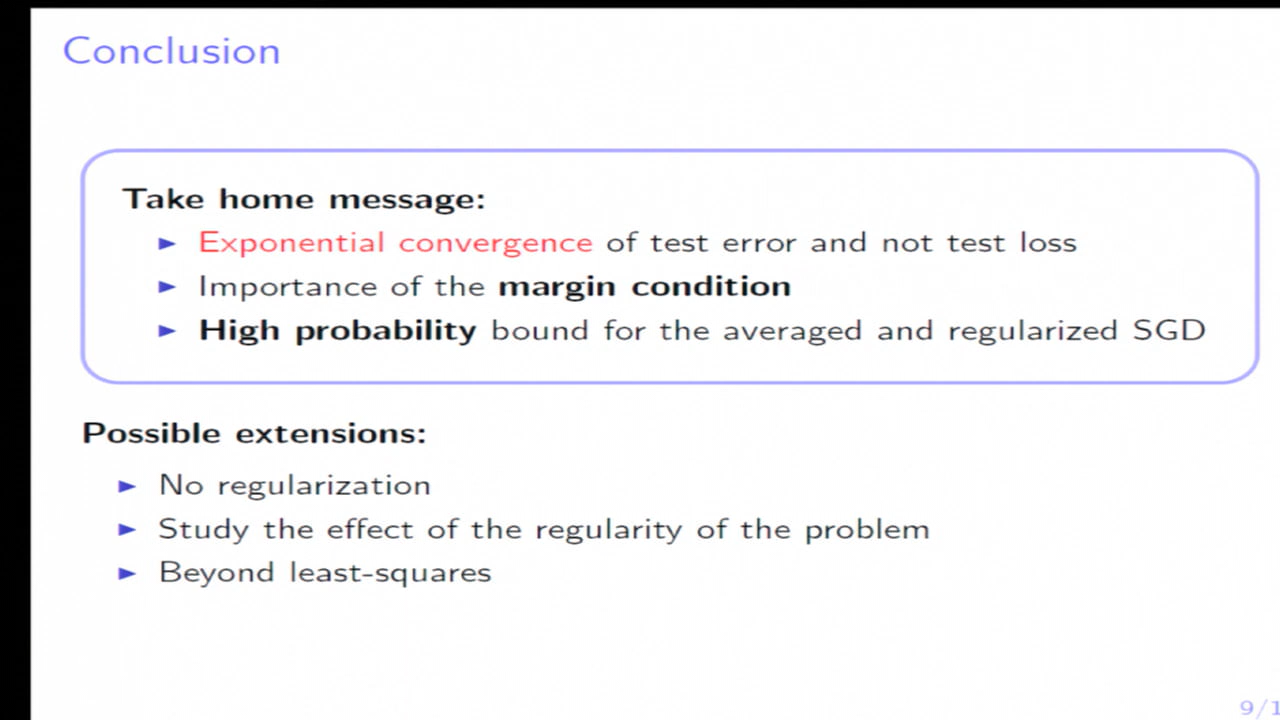 Conclusion
Take home message:
► Exponential convergence of test error and not test loss
► Importance of the margin condition
► High probability bound for the averaged and regularized SGD
Possible extensions:
► No regularization
► Study the effect of the regularity of the problem
► Beyond least-squares
9/1